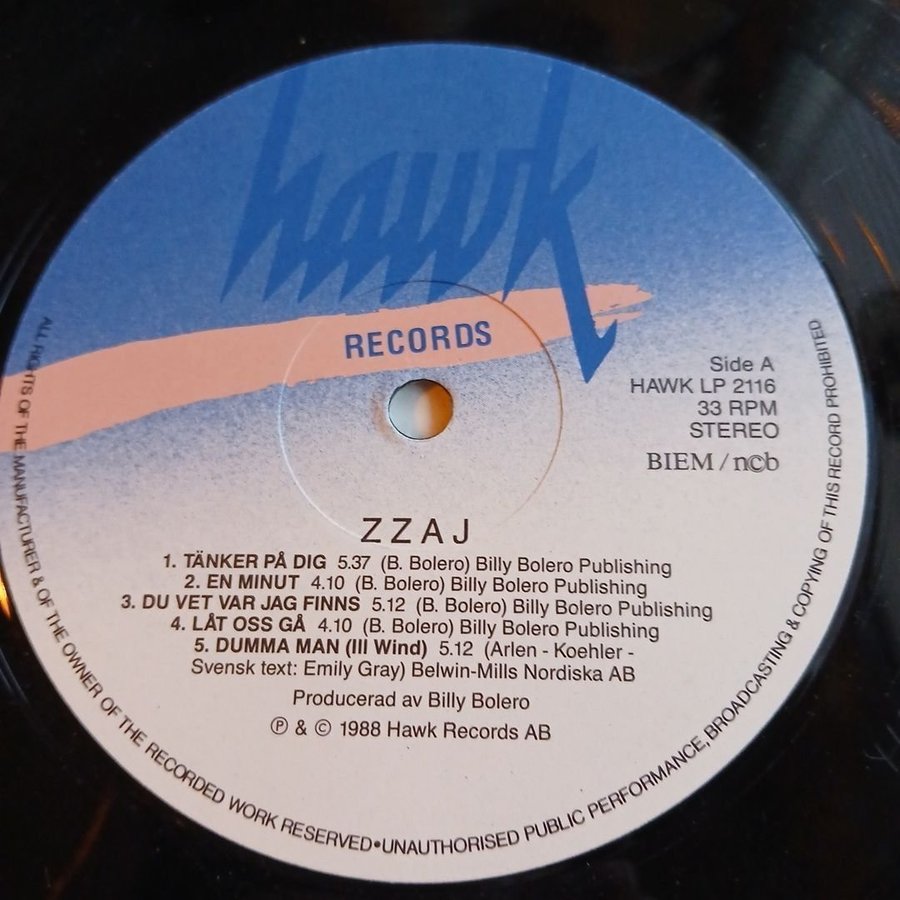 hawk
RECORDS
Side A
HAWK LP 2116
33 RPM
STEREO
BIEM / n©b
ZZAJ
1. TÄNKER PÅ DIG 5.37 (B. Bolero) Billy Bolero Publishing
2. EN MINUT 4.10 (B. Bolero) Billy Bolero Publishing
3. DU VET VAR JAG FINNS 5.12 (B. Bolero) Billy Bolero Publishing
4. LÅT OSS GÅ 4.10 (B. Bolero) Billy Bolero Publishing
5. DUMMA MAN (Ill Wind) 5.12 (Arlen - Koehler -
Svensk text: Emily Gray) Belwin-Mills Nordiska AB
Producerad av Billy Bolero
℗ & © 1988 Hawk Records AB
ALL RIGHTS OF THE MANUFACTURER & OF THE OWNER OF THE RECORDED WORK RESERVED•UNAUTHORISED PUBLIC PERFORMANCE, BROADCASTING & COPYING OF THIS RECORD PROHIBITED